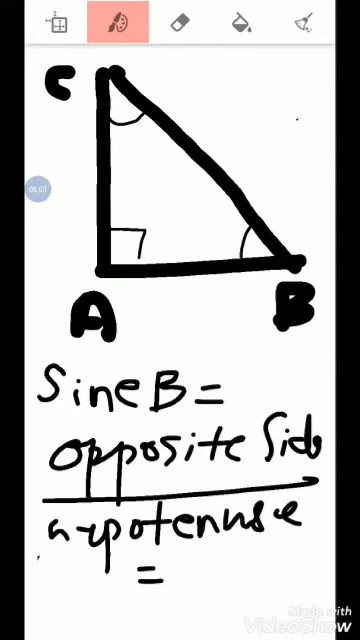 06:03
C
A
B
Sine B =
opposite Side
hypotenuse
=
Made with
VideoShow